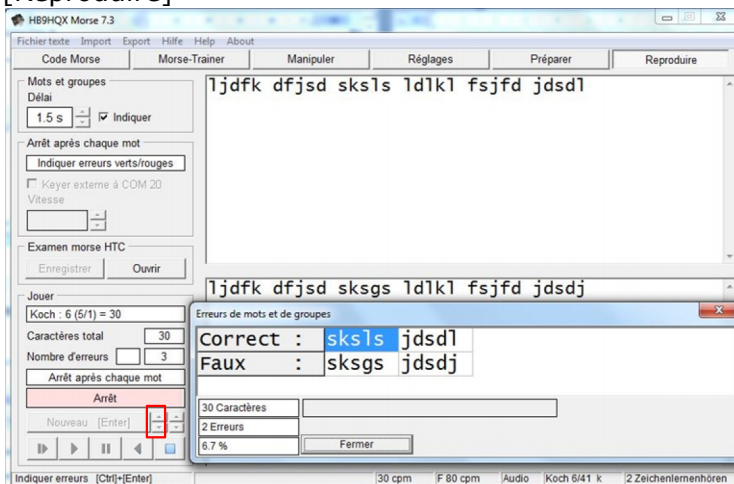 [Reproduire]
HB9HQX Morse 7.3
Fichier texte Import Export Hilfe Help About
Code Morse Morse-Trainer Manipuler Réglages Préparer Reproduire
Mots et groupes
Délai
1.5 s Indiquer
Arrêt après chaque mot
Indiquer erreurs verts/rouges
Keyer externe à COM 20
Vitesse
Examen morse HTC
Enregistrer Ouvrir
ljdfk dfjsd sksls ldlkl fsjfd jdsdl
ljdfk dfjsd sksgs ldlkl fsjfd jdsdj
Jouer
Koch : 6 (5/1) = 30
Caractères total 30
Nombre d'erreurs 3
Arrêt après chaque mot
Arrêt
Nouveau [Enter]
Erreurs de mots et de groupes
Correct : sksls jdsdl
Faux : sksgs jdsdj
30 Caractères
2 Erreurs
6.7 % Fermer
Indiquer erreurs [Ctrl]+[Enter] 30 cpm F 80 cpm Audio Koch 6/41 k 2 Zeichenlernenhören